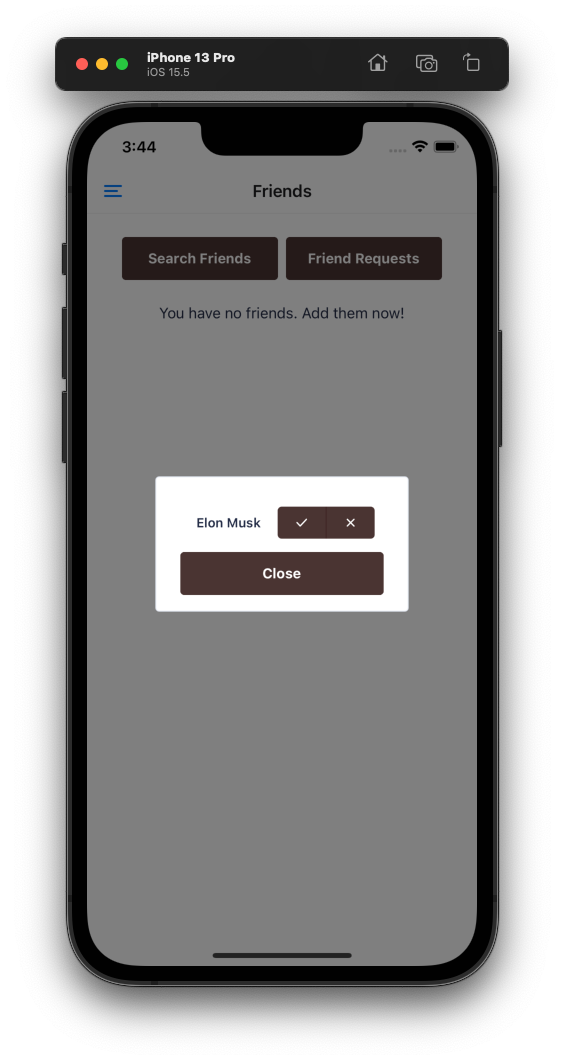 iPhone 13 Pro
iOS 15.5
3:44
Friends
Search Friends
Friend Requests
You have no friends. Add them now!
Elon Musk
Close